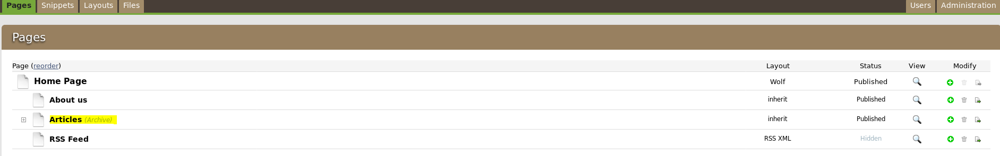 Pages Snippets Layouts Files Users Administration
Pages
Page (reorder) Layout Status View Modify
Home Page Wolf Published
About us inherit Published
Articles (Archive) inherit Published
RSS Feed RSS XML Hidden